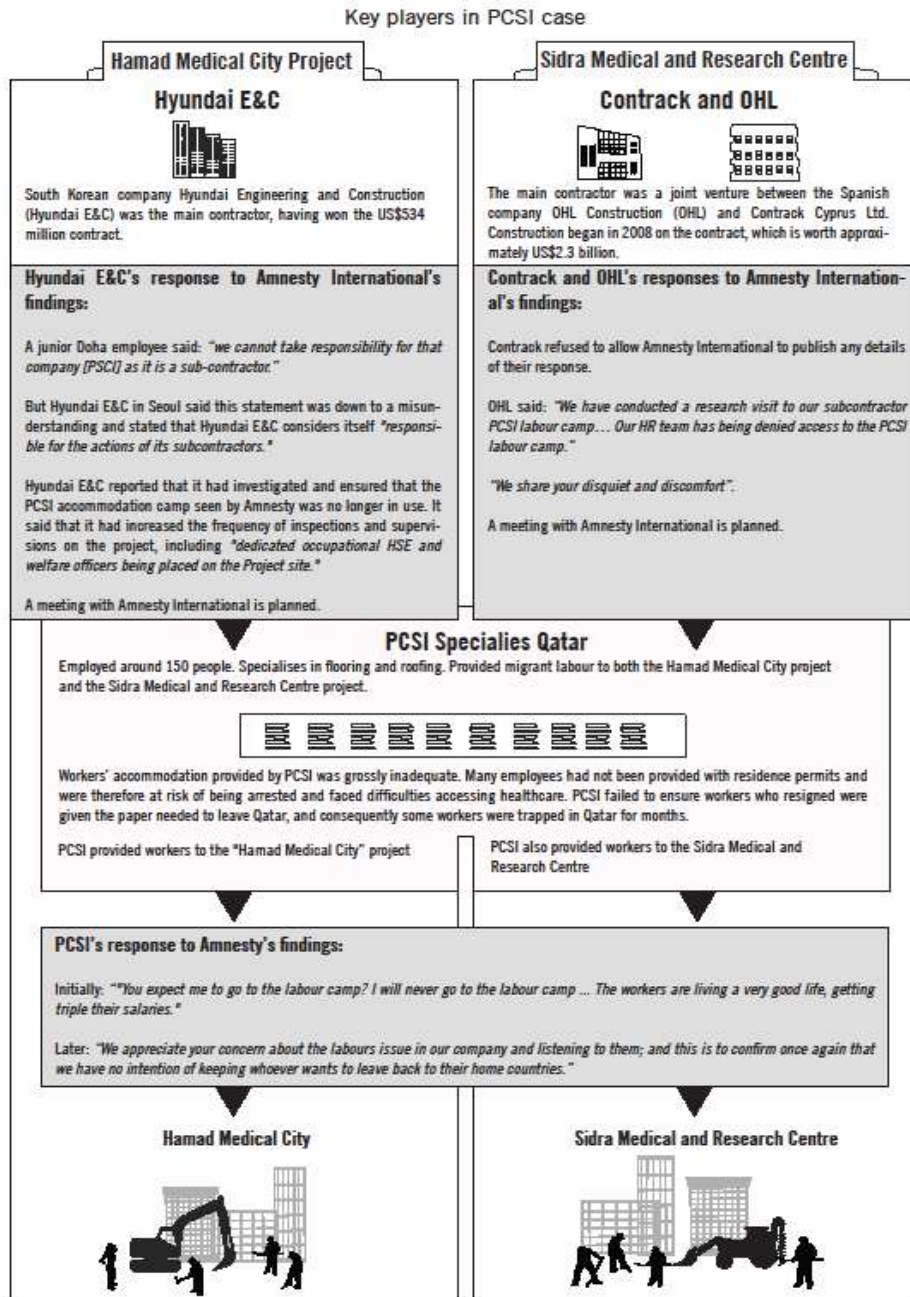 Key players in PCSI case
Hamad Medical City Project
Hyundai E&C
South Korean company Hyundai Engineering and Construction
(Hyundai E&C) was the main contractor, having won the US$534
million contract.
Hyundai E&C's response to Amnesty International's
findings:
A junior Doha employee said: "we cannot take responsibility for that
company [PSCI] as it is a sub-contractor."
But Hyundai E&C in Seoul said this statement was down to a misun-
derstanding and stated that Hyundai E&C considers itself "responsi-
ble for the actions of its subcontractors."
Hyundai E&C reported that it had investigated and ensured that the
PCSI accommodation camp seen by Amnesty was no longer in use. It
said that it had increased the frequency of inspections and supervi-
sions on the project, including "dedicated occupational HSE and
welfare officers being placed on the Project site."
A meeting with Amnesty International is planned.
Sidra Medical and Research Centre
Contrack and OHL
The main contractor was a joint venture between the Spanish
company OHL Construction (OHL) and Contrack Cyprus Ltd.
Construction began in 2008 on the contract, which is worth approxi-
mately US$2.3 billion.
Contrack and OHL's responses to Amnesty Internation-
al's findings:
Contrack refused to allow Amnesty International to publish any details
of their response.
OHL said: "We have conducted a research visit to our subcontractor
PCSI labour camp... Our HR team has being denied access to the PCSI
labour camp."
"We share your disquiet and discomfort".
A meeting with Amnesty International is planned.
PCSI Specialies Qatar
Employed around 150 people. Specialises in flooring and roofing. Provided migrant labour to both the Hamad Medical City project
and the Sidra Medical and Research Centre project.
Workers' accommodation provided by PCSI was grossly inadequate. Many employees had not been provided with residence permits and
were therefore at risk of being arrested and faced difficulties accessing healthcare. PCSI failed to ensure workers who resigned were
given the paper needed to leave Qatar, and consequently some workers were trapped in Qatar for months.
PCSI provided workers to the "Hamad Medical City" project
PCSI also provided workers to the Sidra Medical and
Research Centre
PCSI's response to Amnesty's findings:
Initially: ""You expect me to go to the labour camp? I will never go to the labour camp ... The workers are living a very good life, getting
triple their salaries."
Later: "We appreciate your concern about the labours issue in our company and listening to them; and this is to confirm once again that
we have no intention of keeping whoever wants to leave back to their home countries."
Hamad Medical City
Sidra Medical and Research Centre